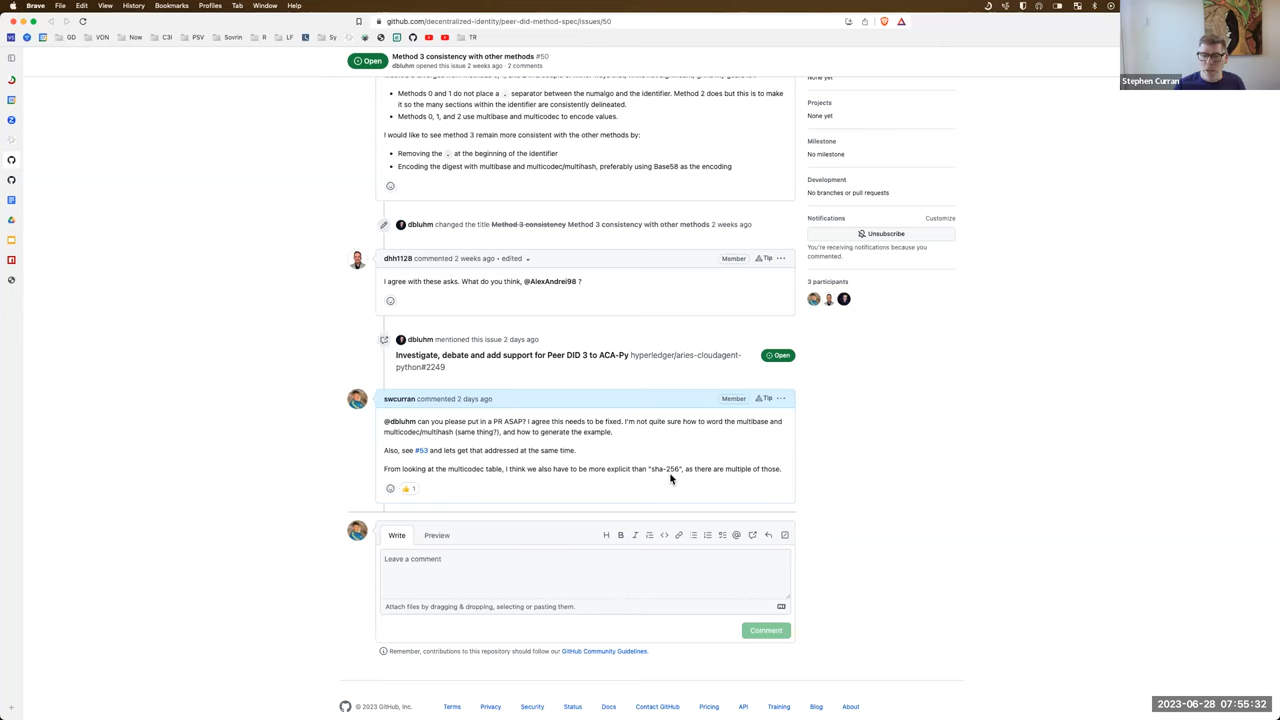 Brave File Edit View History Bookmarks Profiles Tab Window Help
github.com/decentralized-identity/peer-did-method-spec/issues/50
GD VON Now C3I PSV Sovrin R LF Sy TR
Open
Method 3 consistency with other methods #50
dbluhm opened this issue 2 weeks ago · 2 comments
Methods 0 and 1 do not place a . separator between the numalgo and the identifier. Method 2 does but this is to make
it so the many sections within the identifier are consistently delineated.
Methods 0, 1, and 2 use multibase and multicodec to encode values.
I would like to see method 3 remain more consistent with the other methods by:
Removing the . at the beginning of the identifier
Encoding the digest with multibase and multicodec/multihash, preferably using Base58 as the encoding
dbluhm changed the title Method 3 consistency Method 3 consistency with other methods 2 weeks ago
dhh1128 commented 2 weeks ago • edited
Member Tip
I agree with these asks. What do you think, @AlexAndrei98 ?
dbluhm mentioned this issue 2 days ago
Investigate, debate and add support for Peer DID 3 to ACA-Py hyperledger/aries-cloudagent-
python#2249
Open
swcurran commented 2 days ago
Member Tip
@dbluhm can you please put in a PR ASAP? I agree this needs to be fixed. I'm not quite sure how to word the multibase and
multicodec/multihash (same thing?), and how to generate the example.
Also, see #53 and lets get that addressed at the same time.
From looking at the multicodec table, I think we also have to be more explicit than "sha-256", as there are multiple of those.
1
Write Preview
Leave a comment
Attach files by dragging & dropping, selecting or pasting them.
Comment
Remember, contributions to this repository should follow our GitHub Community Guidelines.
None yet
Projects
None yet
Milestone
No milestone
Development
No branches or pull requests
Notifications Customize
Unsubscribe
You're receiving notifications because you
commented.
3 participants
Stephen Curran
© 2023 GitHub, Inc. Terms Privacy Security Status Docs Contact GitHub Pricing API Training Blog About
2023-06-28 07:55:32